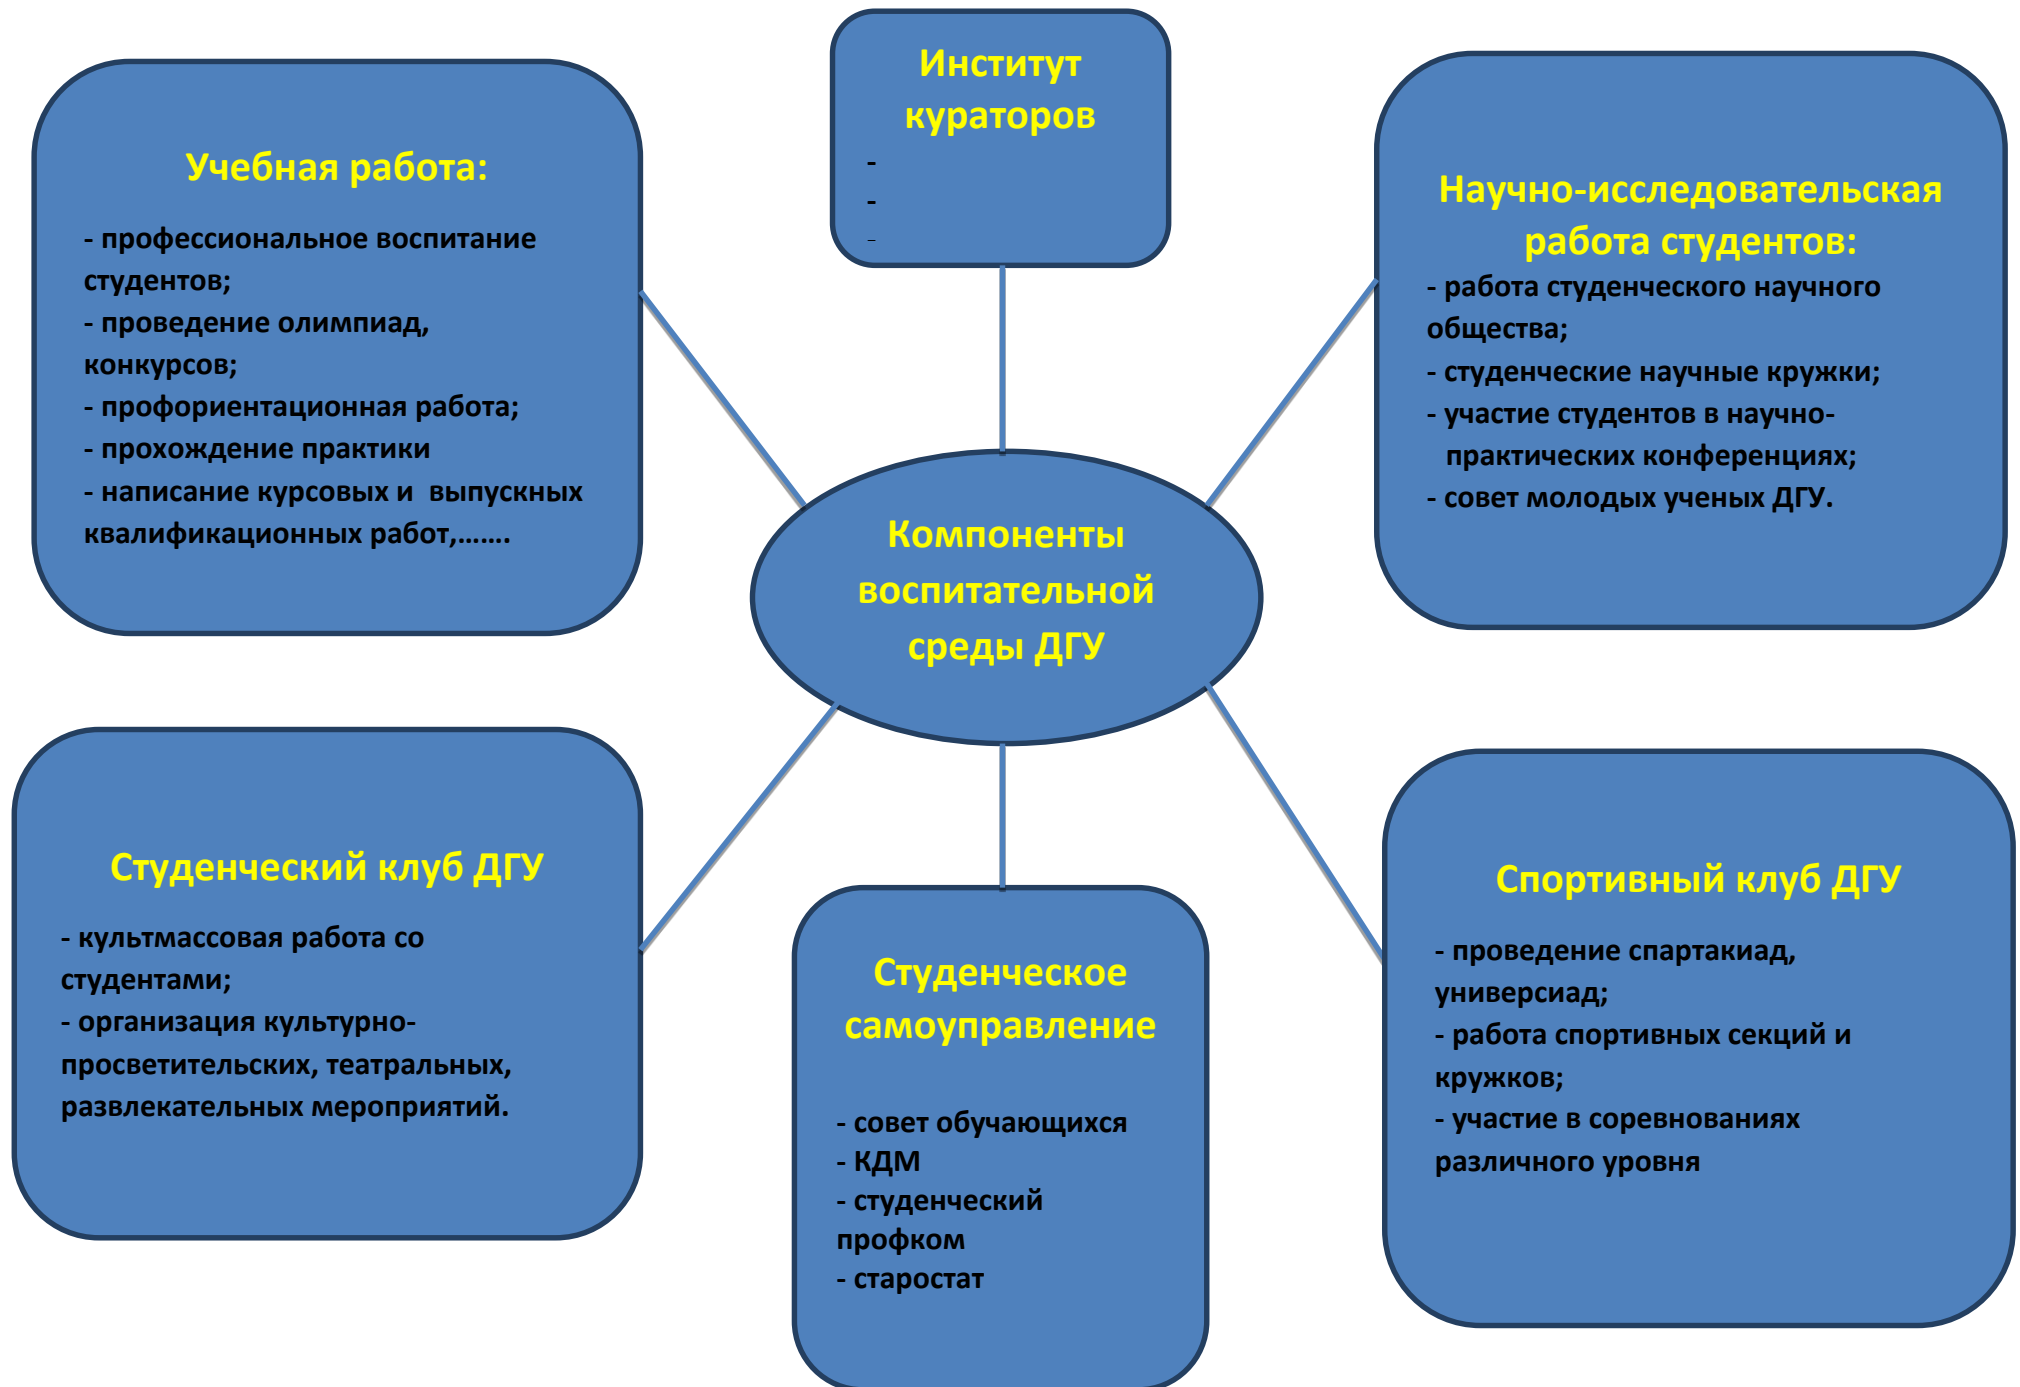 Институт
кураторов
-
-
-
Учебная работа:
- профессиональное воспитание
студентов;
- проведение олимпиад,
конкурсов;
- профориентационная работа;
- прохождение практики
- написание курсовых и  выпускных
квалификационных работ,…….
Научно-исследовательская
работа студентов:
- работа студенческого научного
общества;
- студенческие научные кружки;
- участие студентов в научно-
практических конференциях;
- совет молодых ученых ДГУ.
Компоненты
воспитательной
среды ДГУ
Студенческий клуб ДГУ
- культмассовая работа со
студентами;
- организация культурно-
просветительских, театральных,
развлекательных мероприятий.
Студенческое
самоуправление
- совет обучающихся
- КДМ
- студенческий
профком
- старостат
Спортивный клуб ДГУ
- проведение спартакиад,
универсиад;
- работа спортивных секций и
кружков;
- участие в соревнованиях
различного уровня